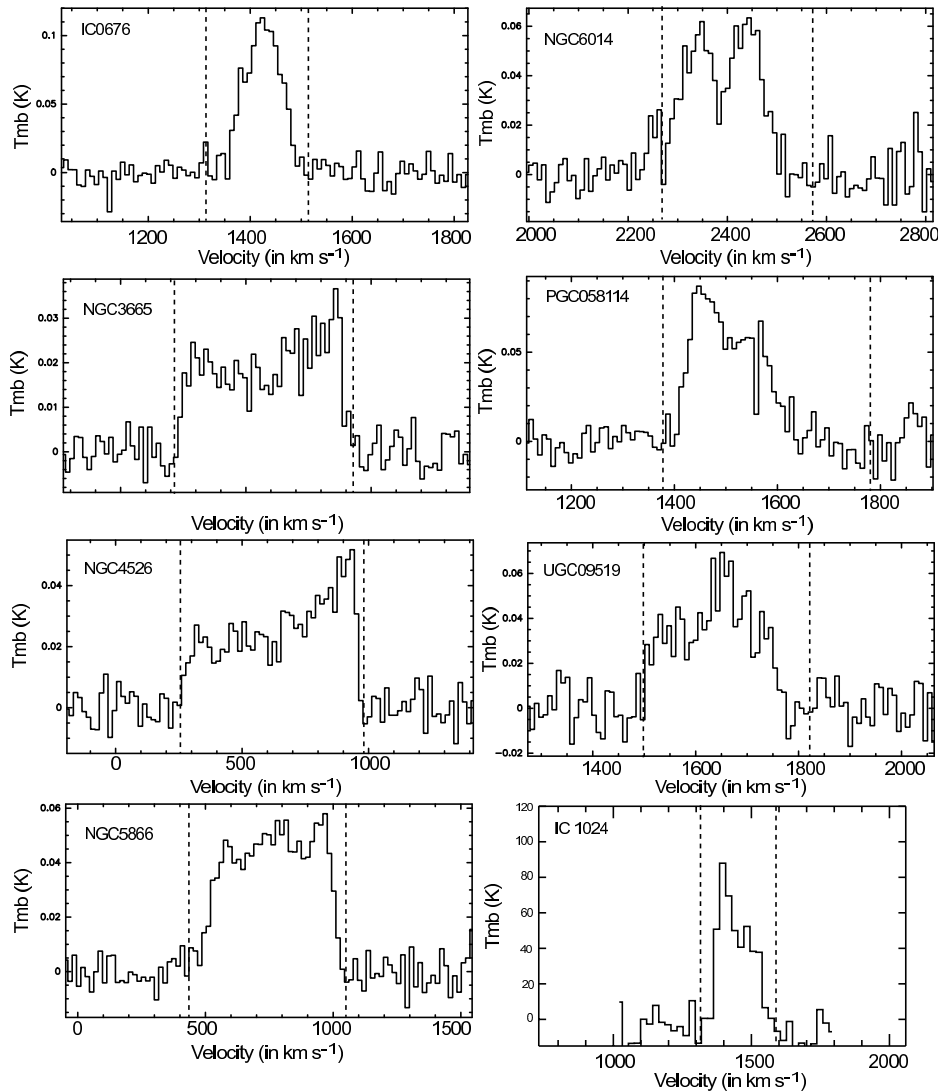 IC0676
Tmb (K)
0.1
0.05
0
1200 1400 1600 1800
Velocity (in km s−1)
NGC6014
Tmb (K)
0.06
0.04
0.02
0
2000 2200 2400 2600 2800
Velocity (in km s−1)
NGC3665
Tmb (K)
0.03
0.02
0.01
0
Velocity (in km s−1)
PGC058114
Tmb (K)
0.05
0
1200 1400 1600 1800
Velocity (in km s−1)
NGC4526
Tmb (K)
0.04
0.02
0
0 500 1000
Velocity (in km s−1)
UGC09519
Tmb (K)
0.06
0.04
0.02
0
−0.02
1400 1600 1800 2000
Velocity (in km s−1)
NGC5866
Tmb (K)
0.06
0.04
0.02
0
0 500 1000 1500
Velocity (in km s−1)
IC 1024
Tmb (K)
120
100
80
60
40
20
0
1000 1500 2000
Velocity (in km s−1)